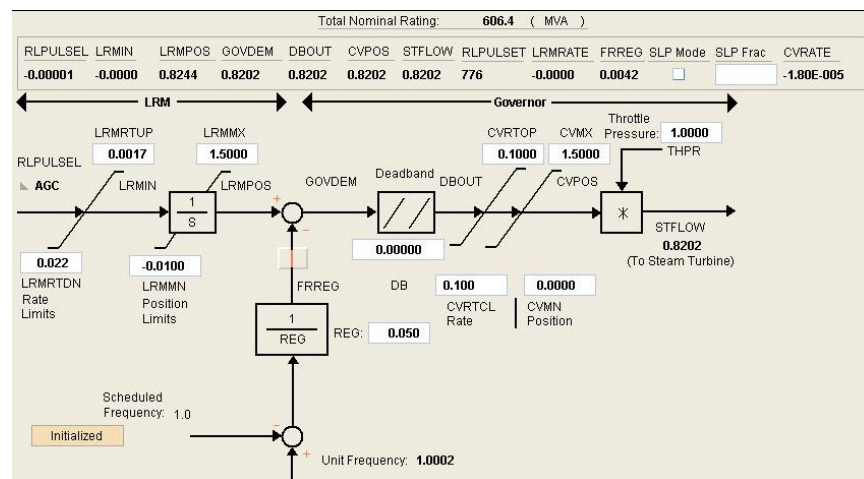 Total Nominal Rating: 606.4 ( MVA )
RLPULSEL LRMIN LRMPOS GOVDEM DBOUT CVPOS STFLOW RLPULSET LRMRATE FRREG SLP Mode SLP Frac CVRATE
-0.00001 -0.0000 0.8244 0.8202 0.8202 0.8202 0.8202 776 -0.0000 0.0042 -1.80E-005
LRM Governor
Throttle
LRMRTUP LRMMX CVRTOP CVMX Pressure: 1.0000
0.0017 1.5000 0.1000 1.5000 THPR
RLPULSEL
AGC LRMIN LRMPOS GOVDEM Deadband DBOUT CVPOS
+
1
S
*
-
STFLOW
0.8202
(To Steam Turbine)
0.022 -0.0100 0.00000
LRMRTDN LRMMN FRREG DB 0.100 0.0000
Rate Position CVRTCL CVMN
Limits Limits Rate Position
1
REG
REG: 0.050
Scheduled
Frequency: 1.0
-
Initialized
+
Unit Frequency: 1.0002